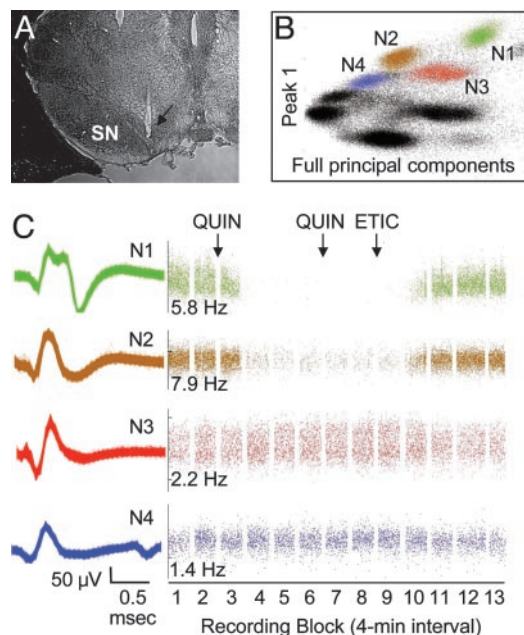 A
SN
B
N1
N2
N3
N4
Peak 1
Full principal components
C
QUIN QUIN ETIC
N1
5.8 Hz
N2
7.9 Hz
N3
2.2 Hz
N4
1.4 Hz
50 µV
0.5
msec
1 2 3 4 5 6 7 8 9 10 11 12 13
Recording Block (4-min interval)